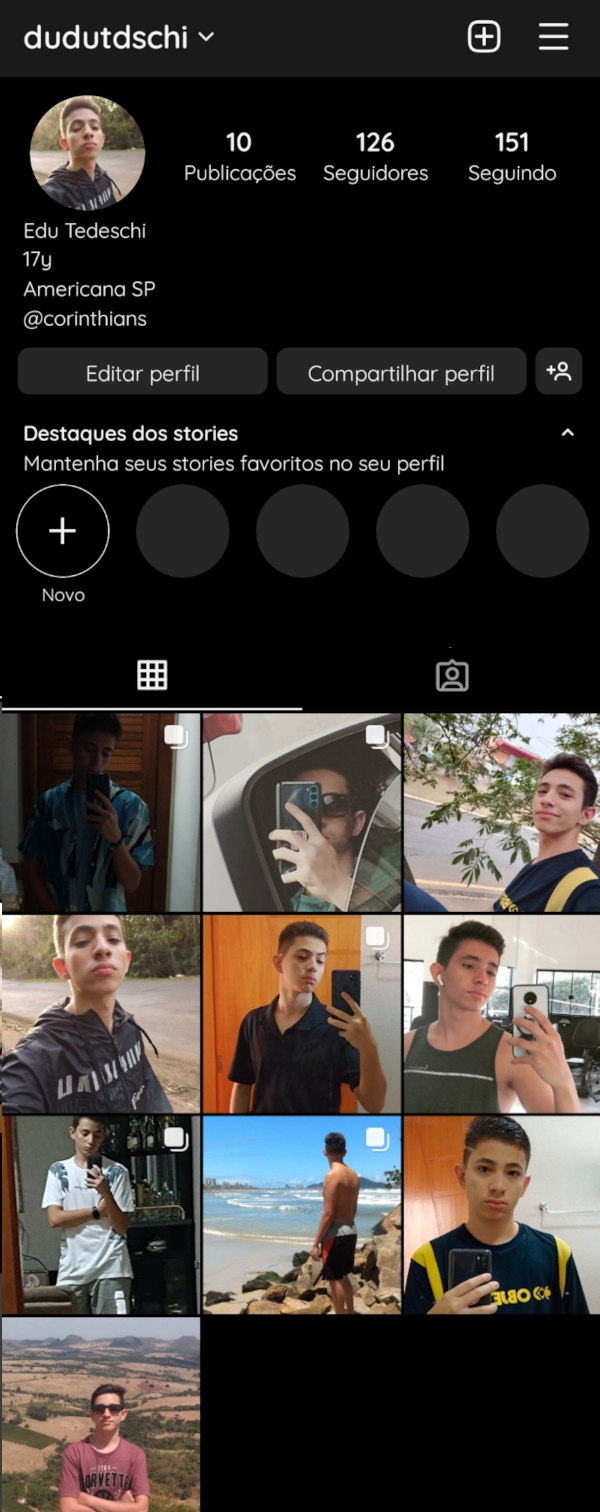 dudutdschi
10 126 151
Publicações Seguidores Seguindo
Edu Tedeschi
17y
Americana SP
@corinthians
Editar perfil Compartilhar perfil
Destaques dos stories
Mantenha seus stories favoritos no seu perfil
Novo